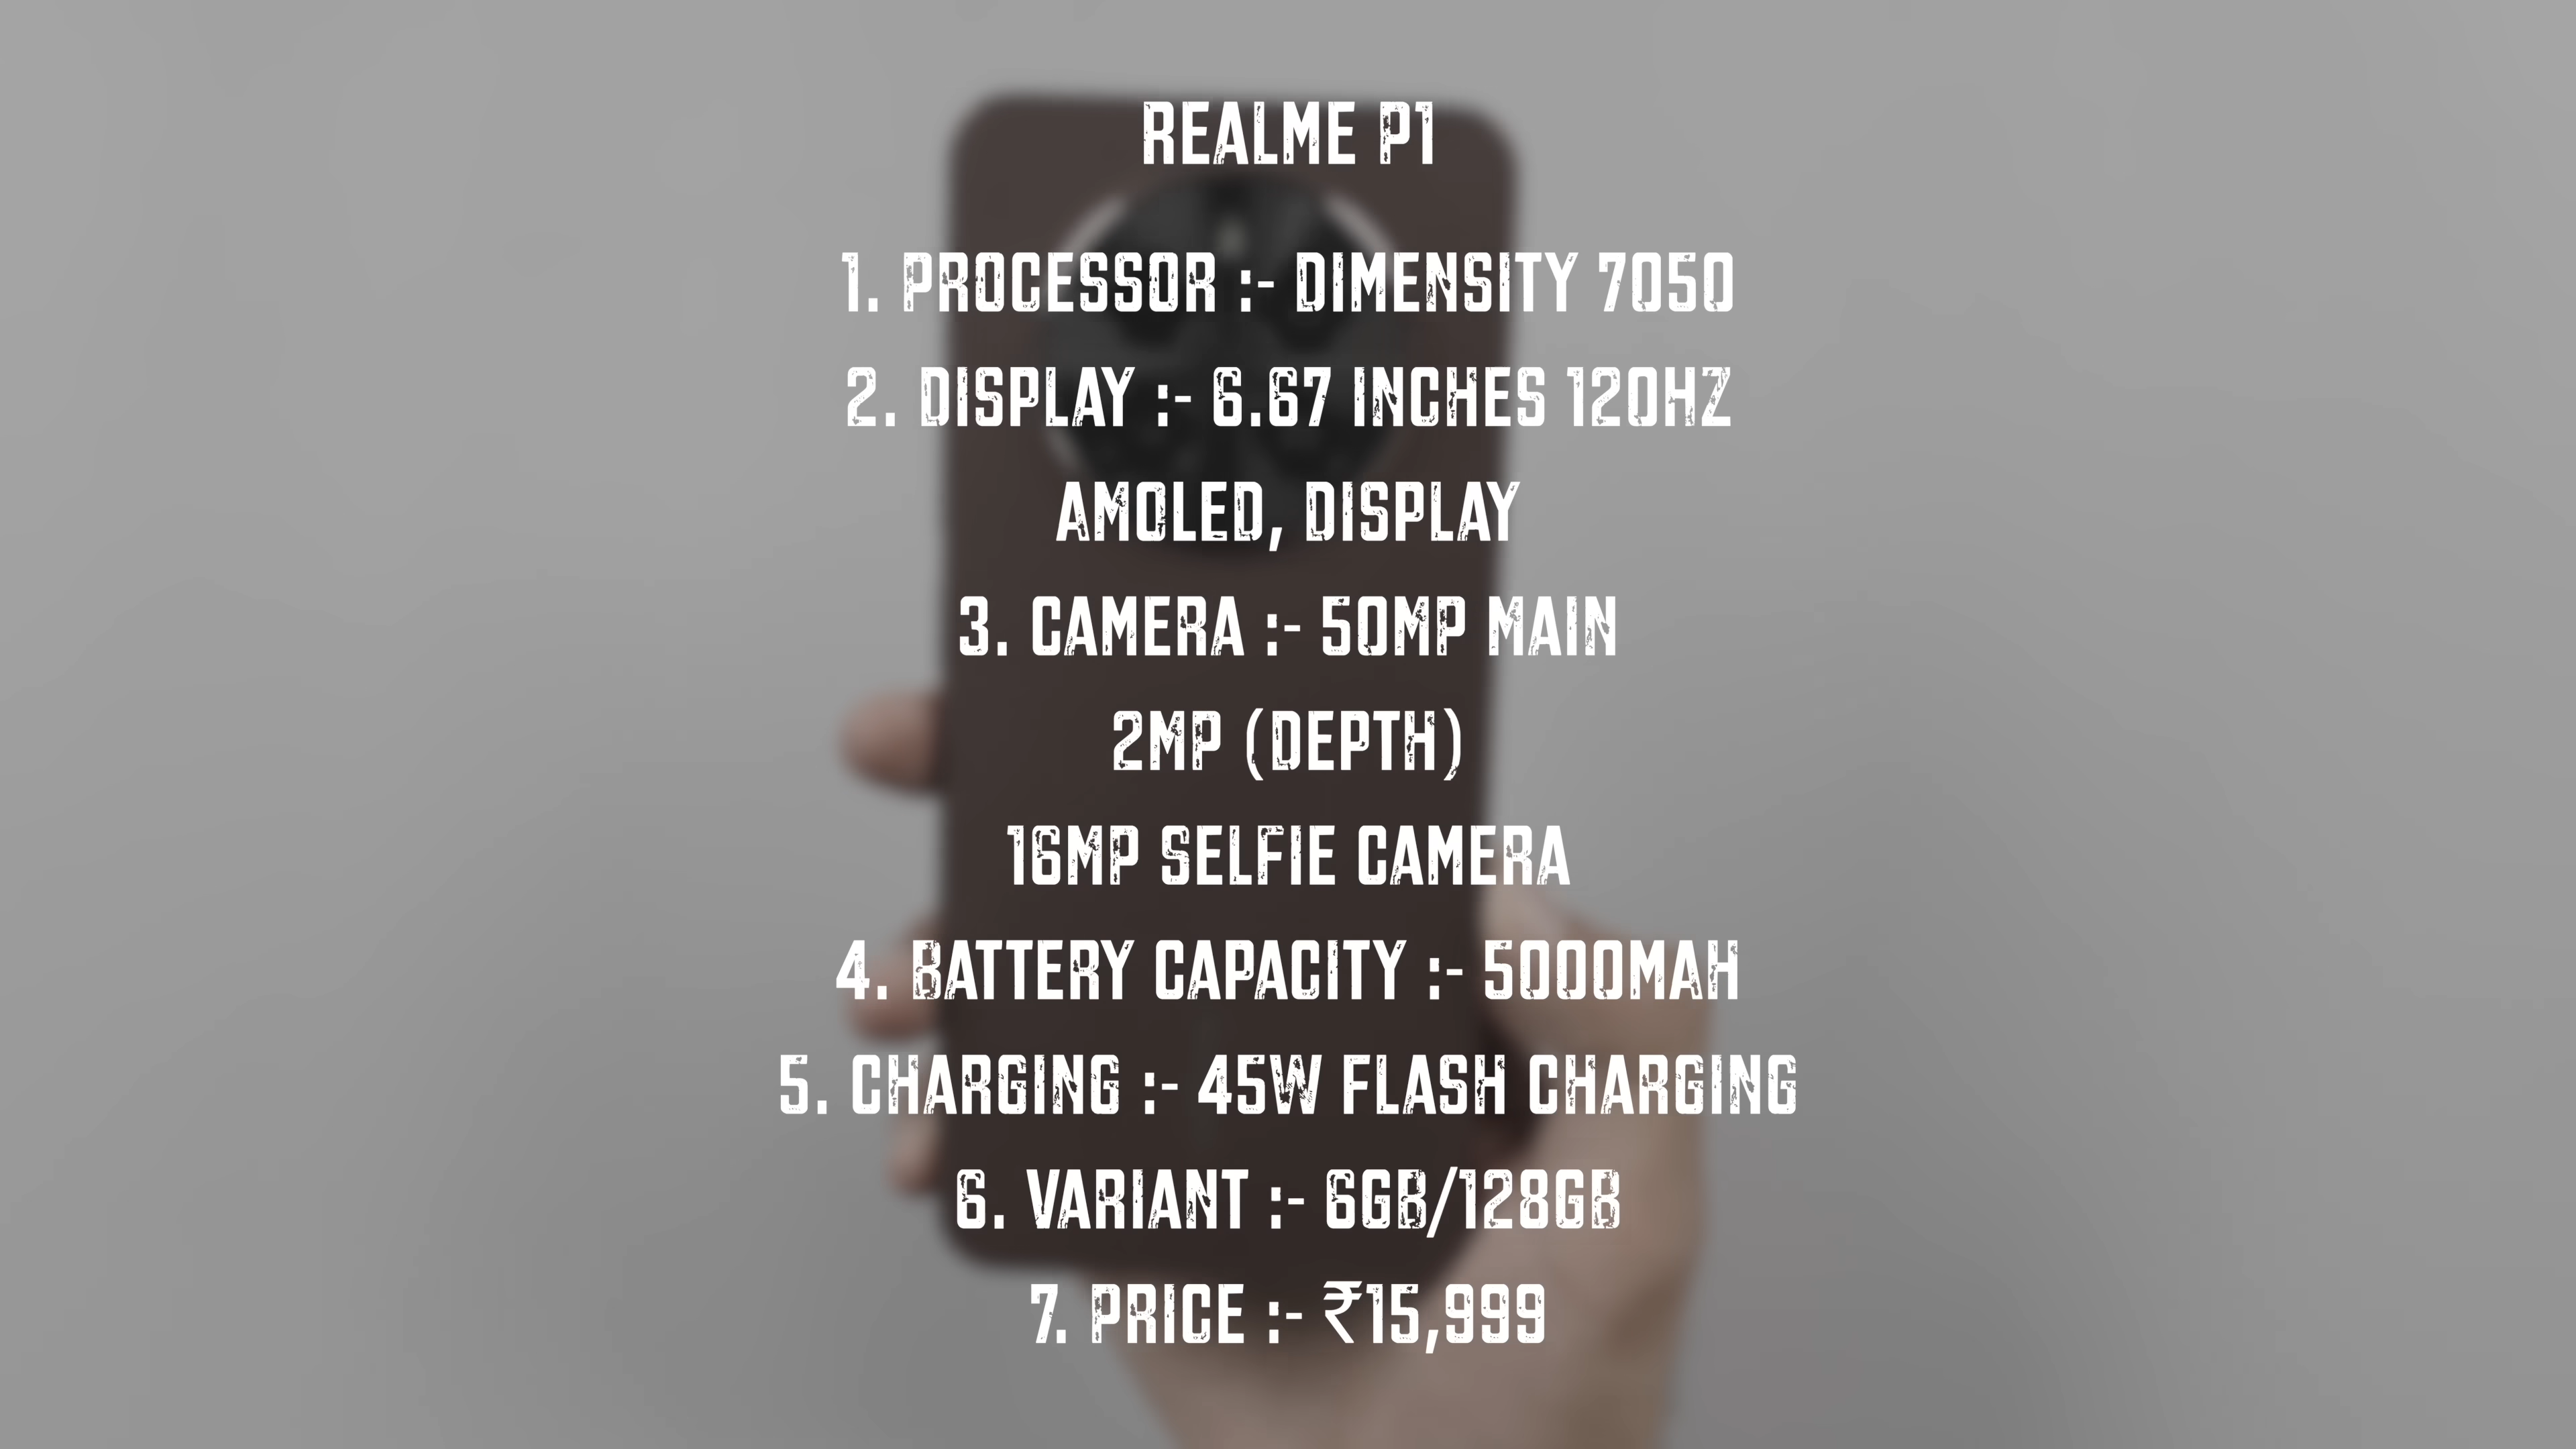 REALME P1
1. PROCESSOR :- DIMENSITY 7050
2. DISPLAY :- 6.67 INCHES 120HZ
AMOLED, DISPLAY
3. CAMERA :- 50MP MAIN
2MP (DEPTH)
16MP SELFIE CAMERA
4. BATTERY CAPACITY :- 5000MAH
5. CHARGING :- 45W FLASH CHARGING
6. VARIANT :- 6GB/128GB
7. PRICE :- ₹15,999